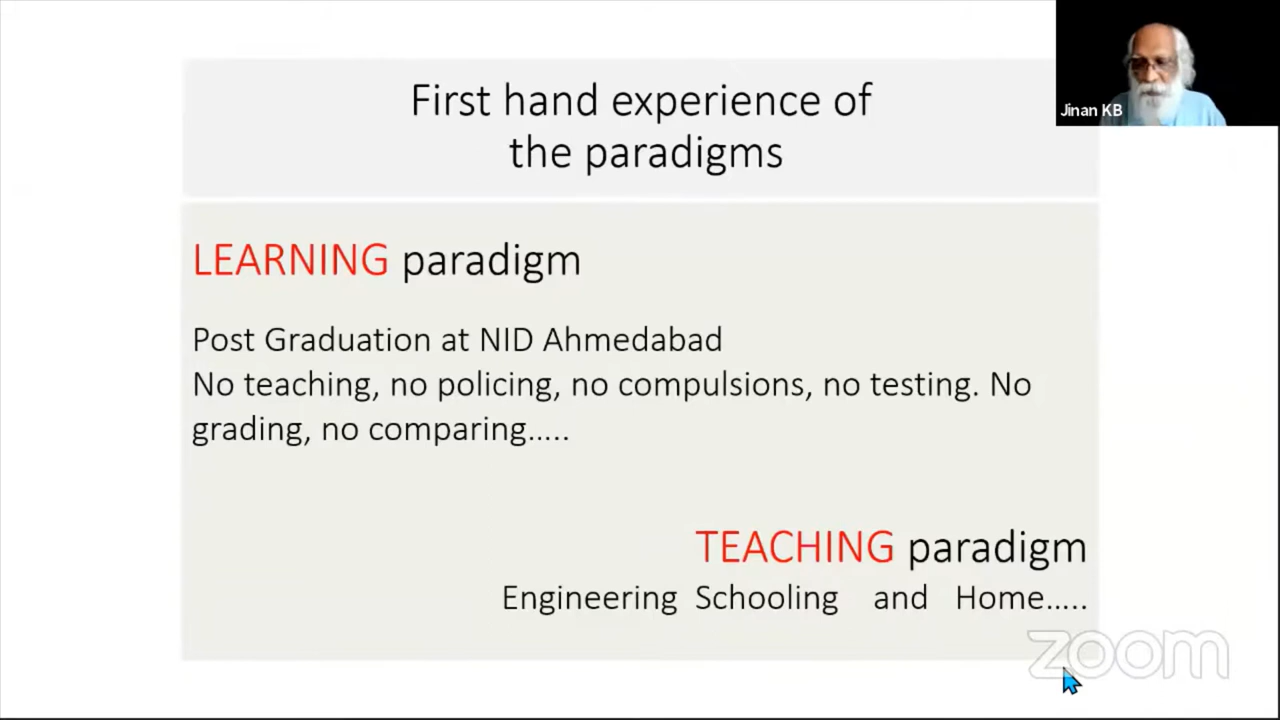 First hand experience of
the paradigms
Jinan KB
LEARNING paradigm
Post Graduation at NID Ahmedabad
No teaching, no policing, no compulsions, no testing. No
grading, no comparing…..
TEACHING paradigm
Engineering Schooling and Home…..
zoom